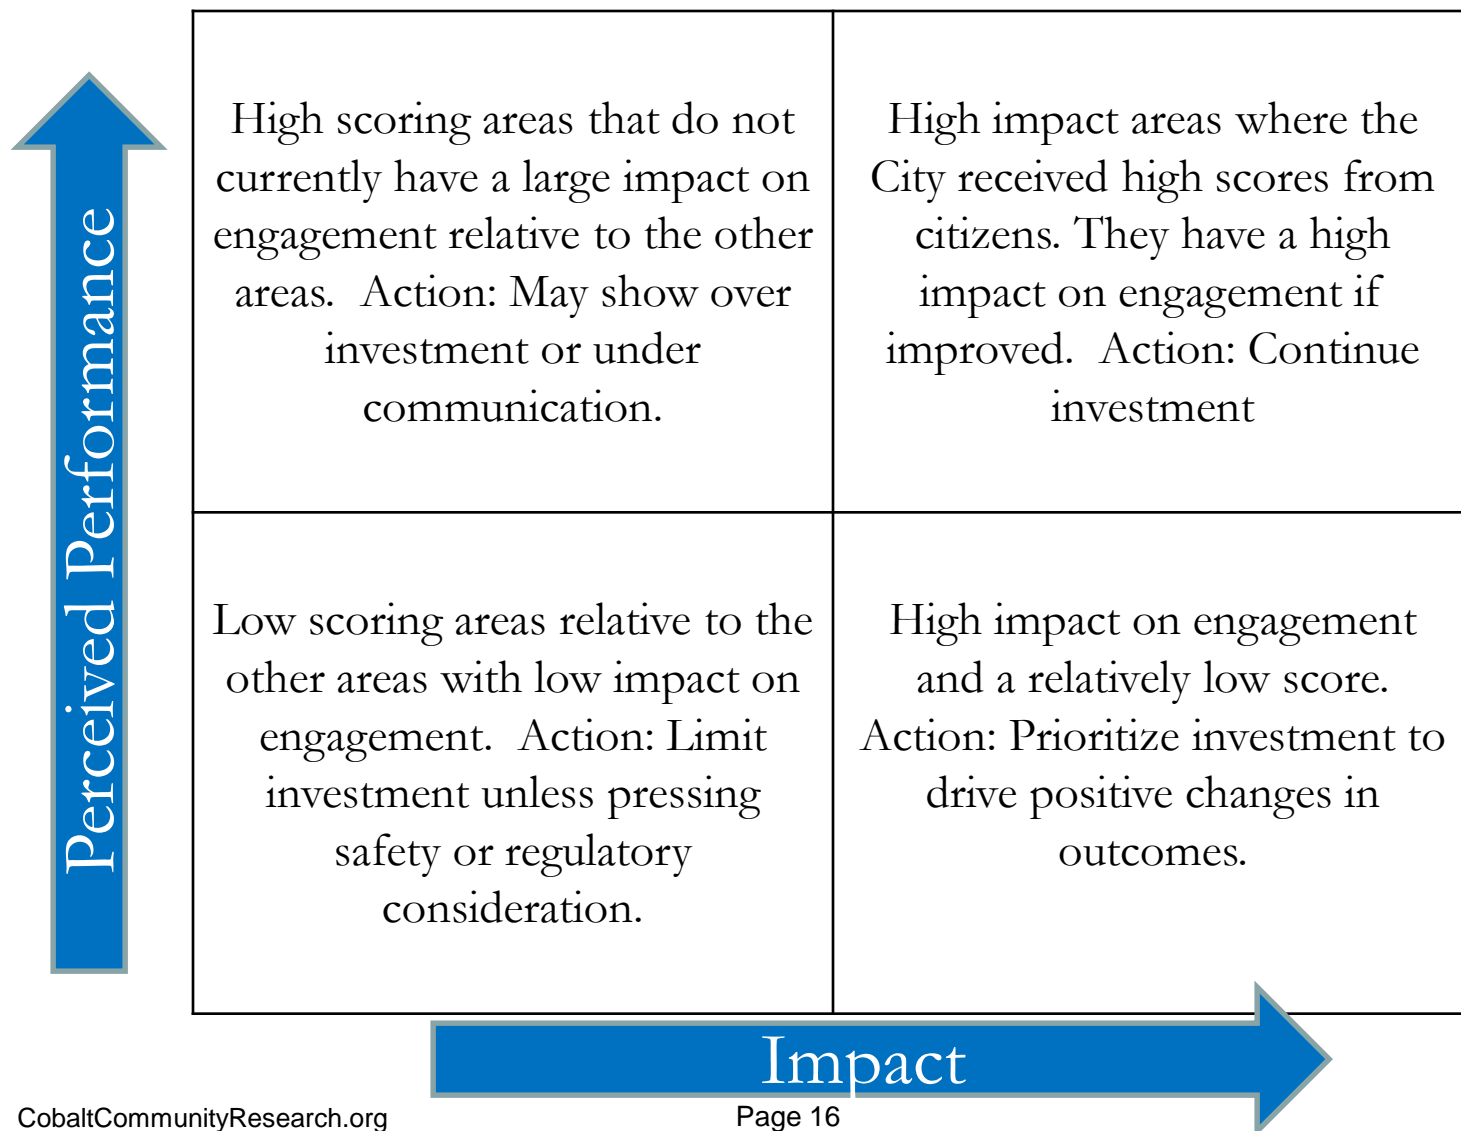 Perceived Performance
High scoring areas that do not
currently have a large impact on
engagement relative to the other
areas.  Action: May show over
investment or under
communication.
High impact areas where the
City received high scores from
citizens. They have a high
impact on engagement if
improved.  Action: Continue
investment
Low scoring areas relative to the
other areas with low impact on
engagement.  Action: Limit
investment unless pressing
safety or regulatory
consideration.
High impact on engagement
and a relatively low score.
Action: Prioritize investment to
drive positive changes in
outcomes.
Impact
CobaltCommunityResearch.org
Page 16